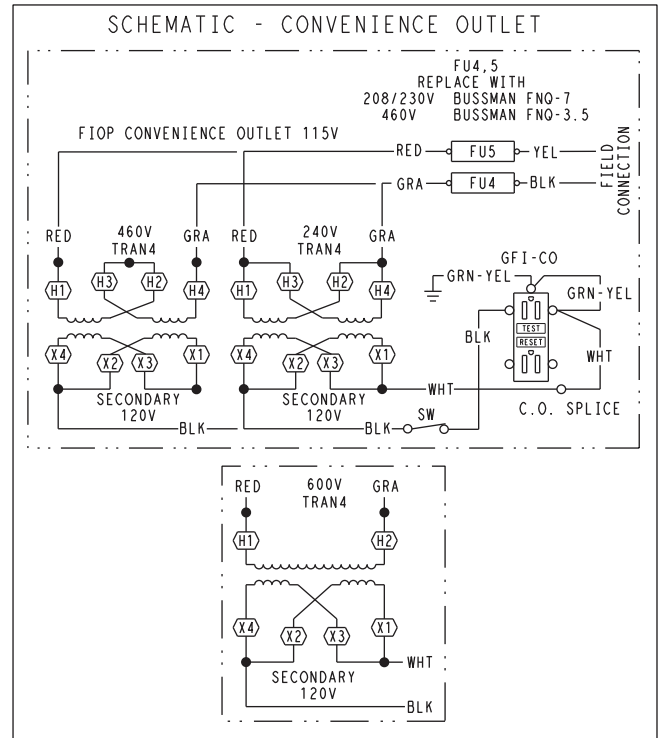 SCHEMATIC - CONVENIENCE OUTLET
FU4,5
REPLACE WITH
208/230V BUSSMAN FNQ-7
460V BUSSMAN FNQ-3.5
FIOP CONVENIENCE OUTLET 115V
RED FU5 YEL
GRA FU4 BLK
FIELD
CONNECTION
RED 460V GRA RED 240V GRA
TRAN4 TRAN4
H1 H3 H2 H4 H1 H3 H2 H4
GFI-CO
GRN-YEL
GRN-YEL
TEST
RESET
BLK
WHT
X4 X2 X3 X1 X4 X2 X3 X1
SECONDARY SECONDARY WHT
120V 120V
C.O. SPLICE
BLK BLK SW
RED 600V GRA
TRAN4
H1 H2
X4 X2 X3 X1
WHT
SECONDARY
120V
BLK